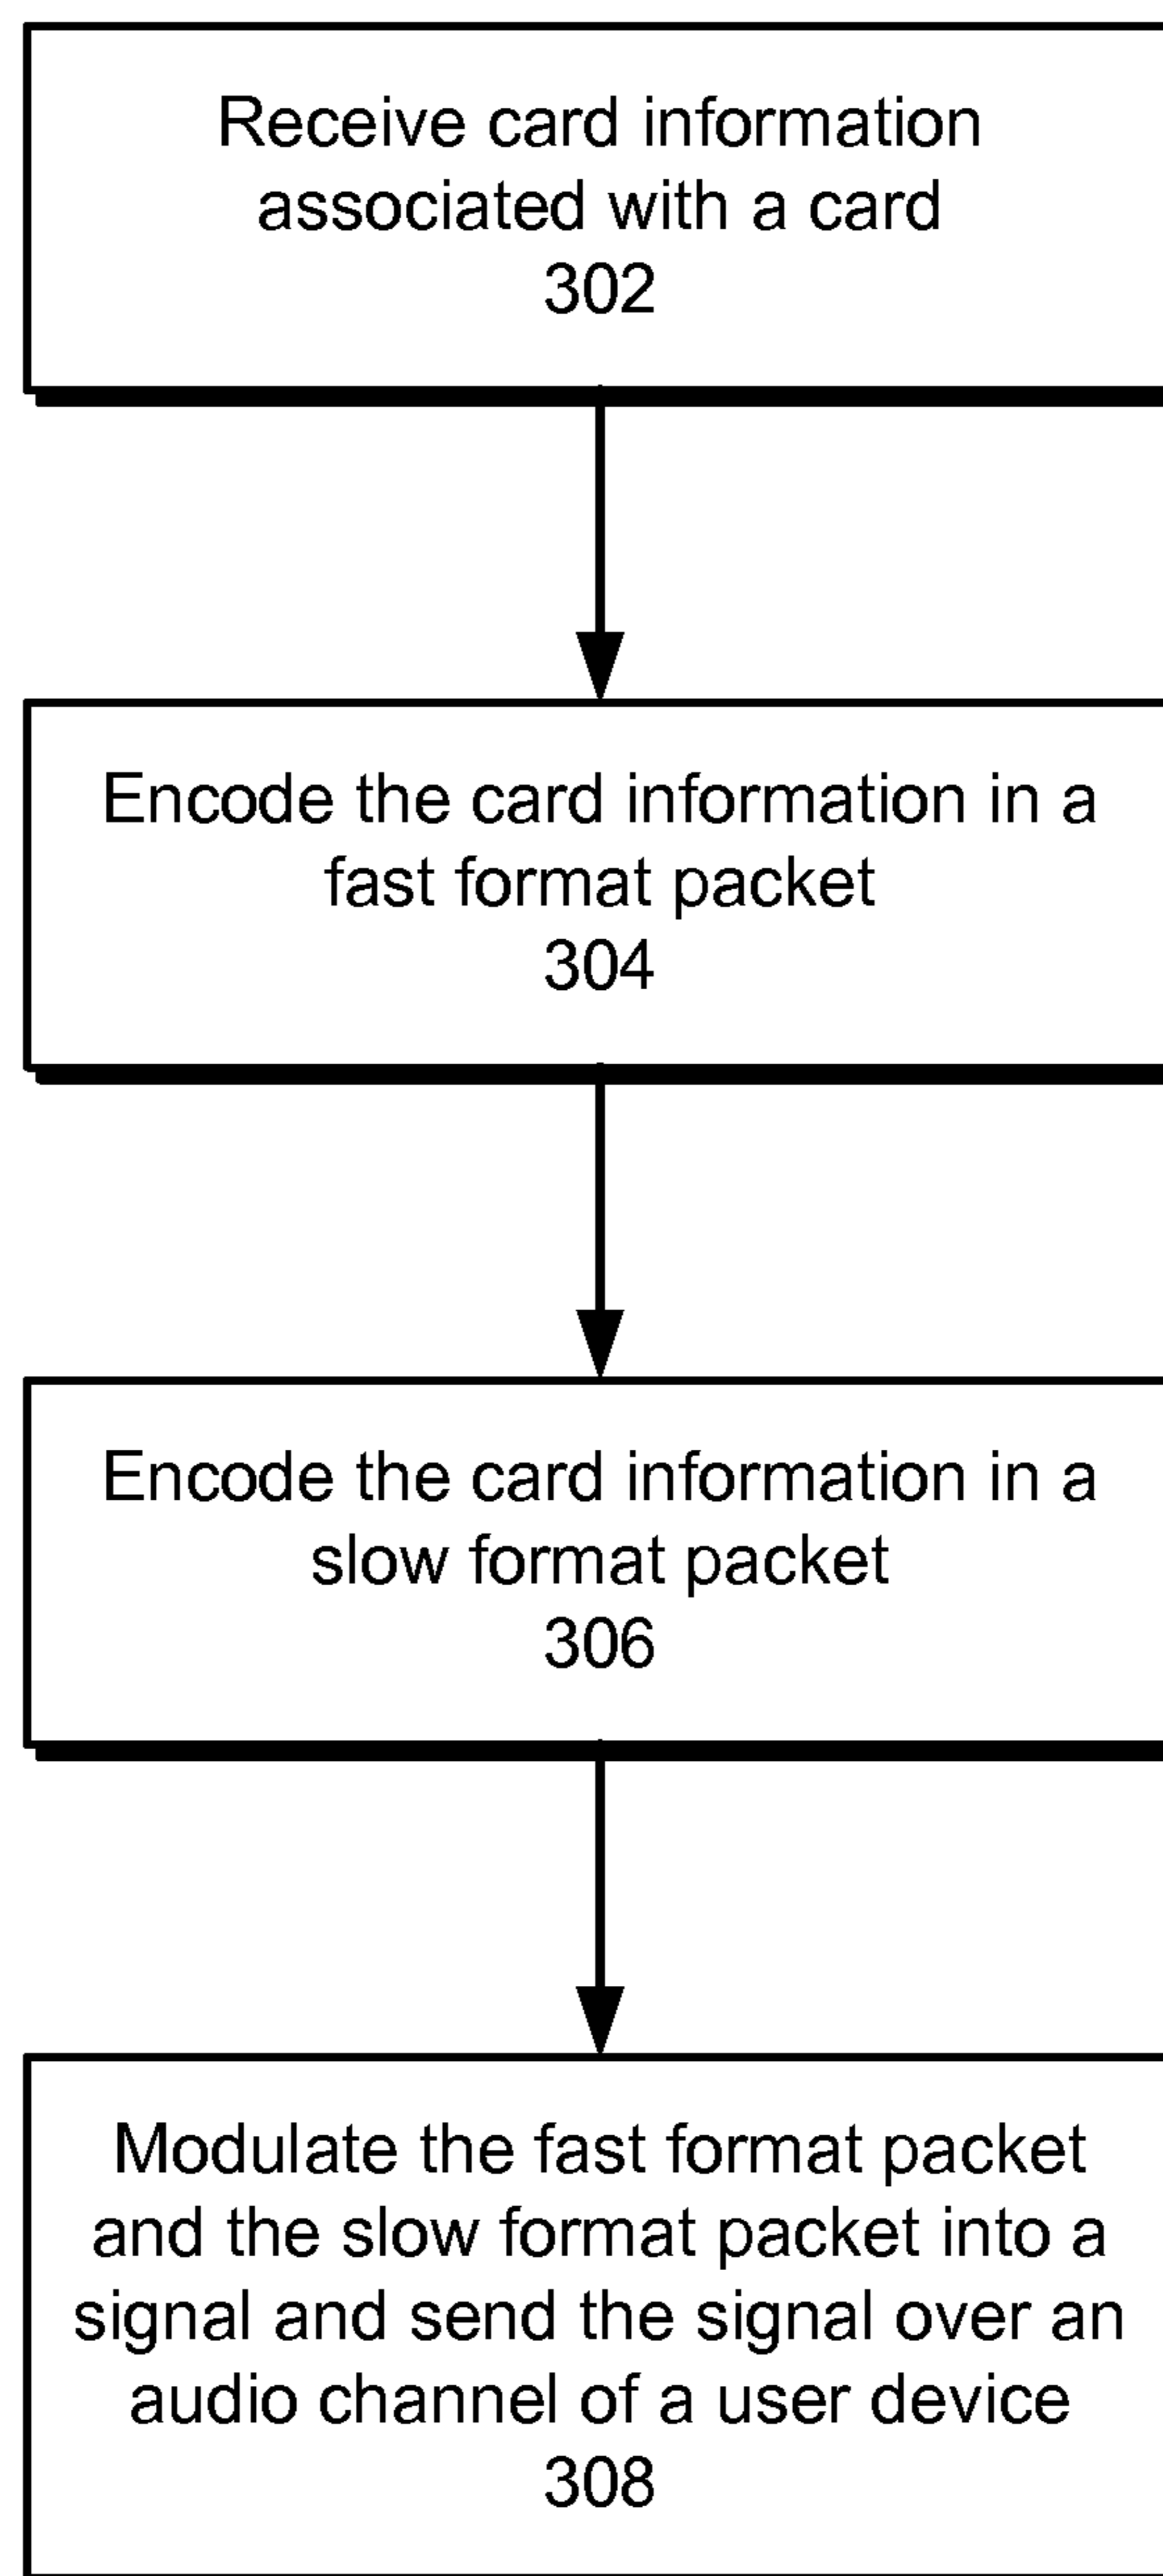 Receive card information
associated with a card
302
Encode the card information in a
fast format packet
304
Encode the card information in a
slow format packet
306
Modulate the fast format packet
and the slow format packet into a
signal and send the signal over an
audio channel of a user device
308